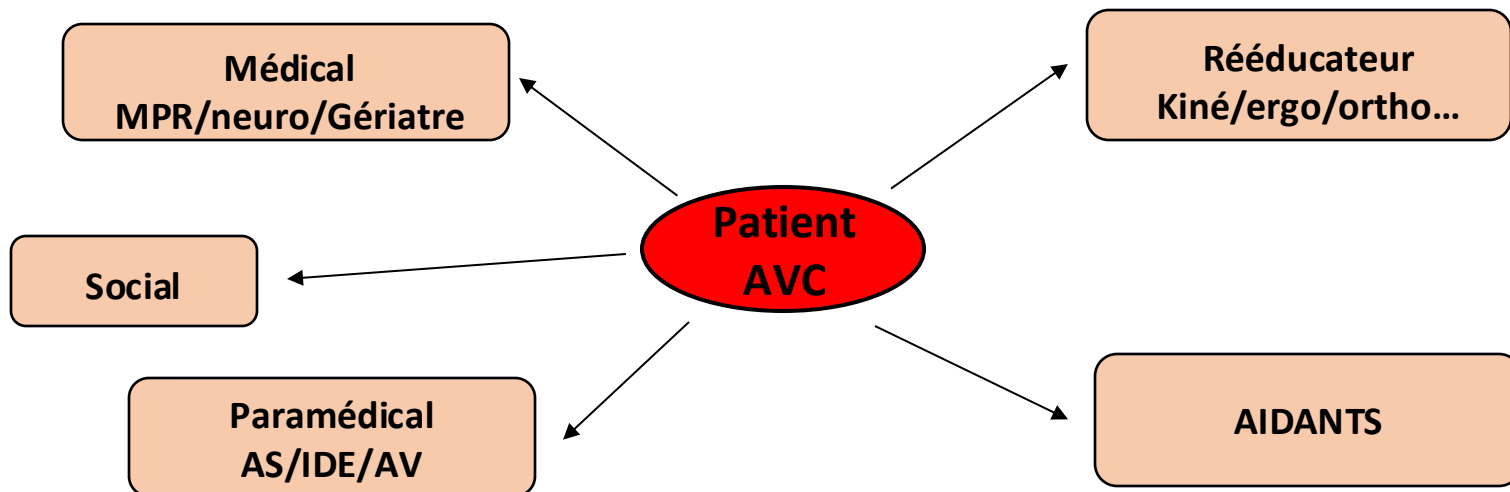 Médical
MPR/neuro/Gériatre
Rééducateur
Kiné/ergo/ortho…
Patient
AVC
Social
Paramédical
AS/IDE/AV
AIDANTS